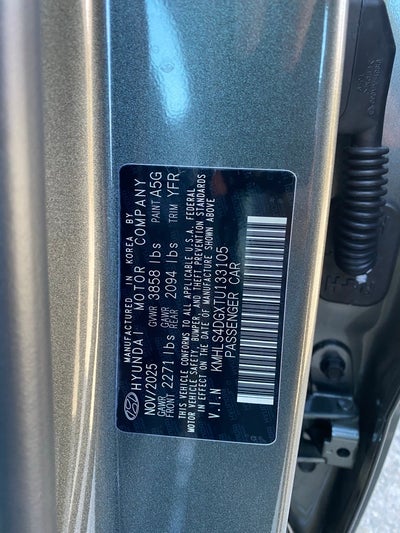 MANUFACTURED IN KOREA BY
HYUNDAI MOTOR COMPANY
NOV/2025 GVWR 3858 lbs PAINT A5G
GAWR FRONT 2271 lbs GAWR REAR 2094 lbs TRIM YFR
THIS VEHICLE CONFORMS TO ALL APPLICABLE U.S.A. FEDERAL
MOTOR VEHICLE SAFETY, BUMPER, AND THEFT PREVENTION
STANDARDS IN EFFECT ON THE DATE OF MANUFACTURE SHOWN ABOVE
V.I.N KMHLS4DGXTU133105
PASSENGER CAR